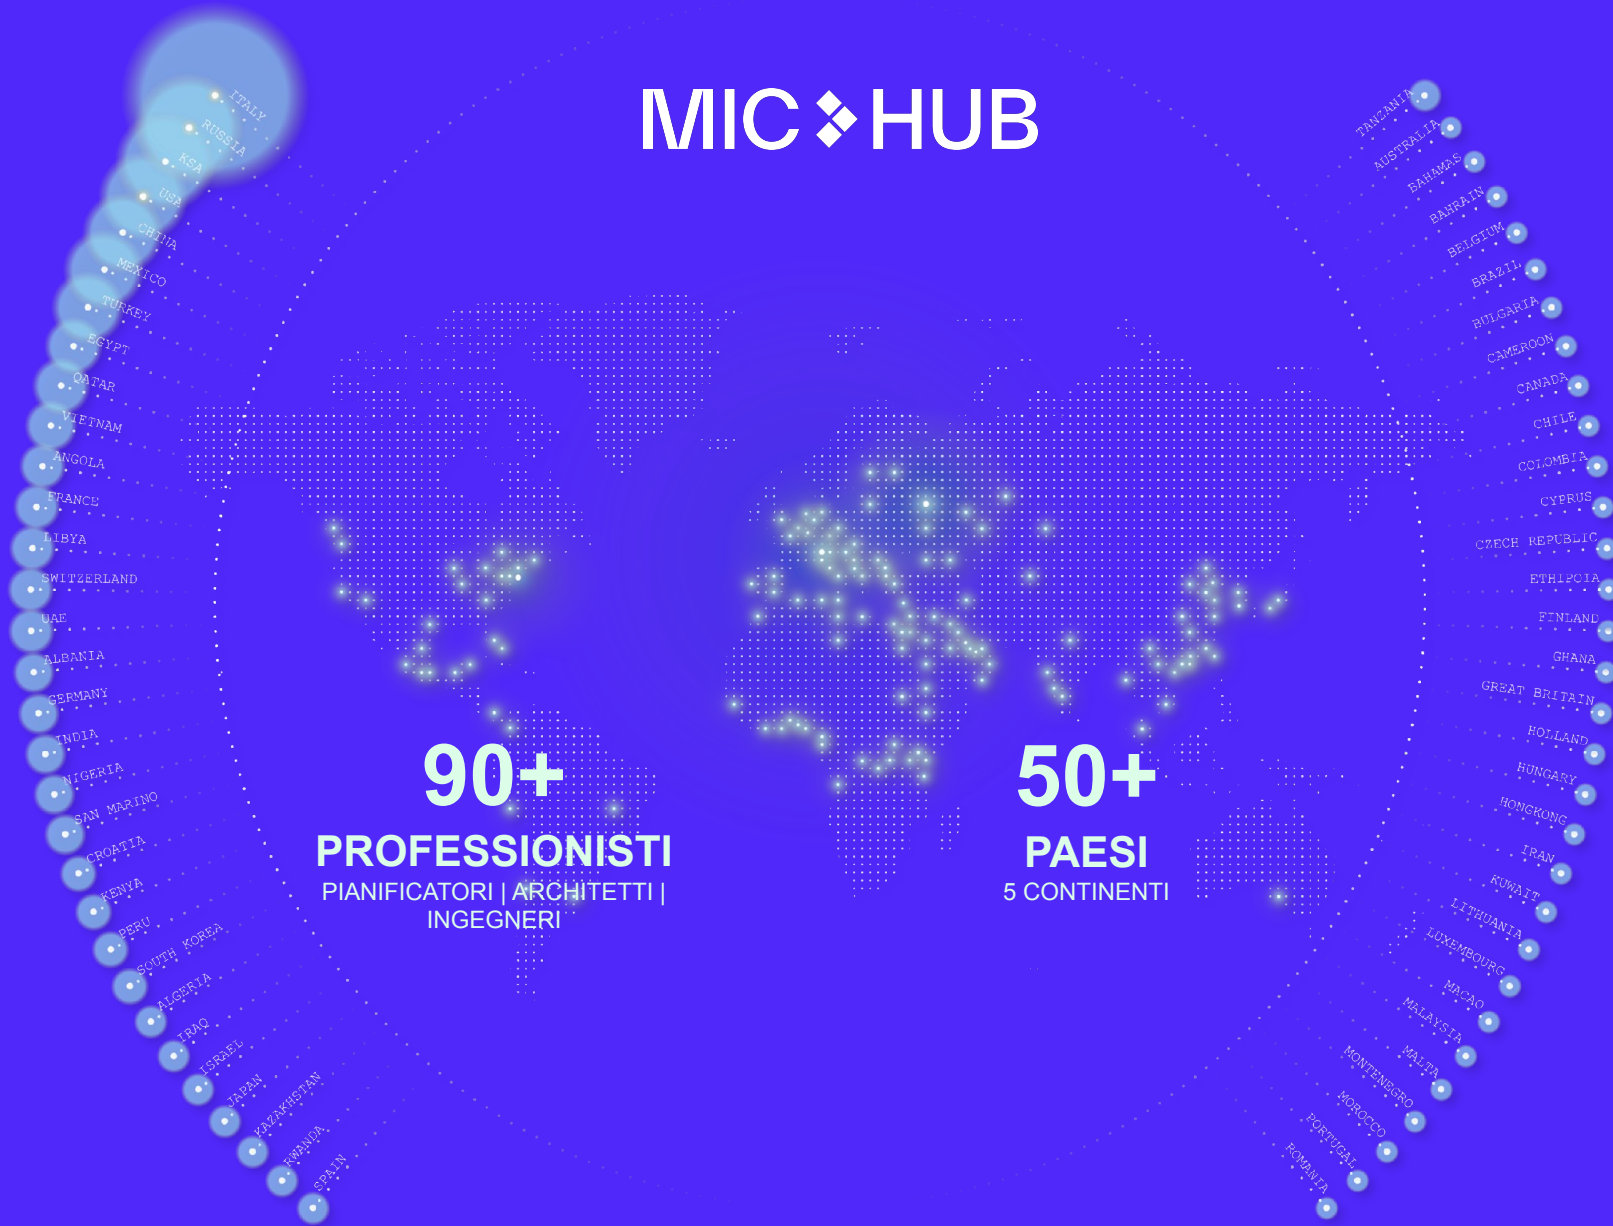 MIC HUB
ITALY
RUSSIA
KSA
USA
CHINA
MEXICO
TURKEY
EGYPT
QATAR
VIETNAM
ANGOLA
FRANCE
LIBYA
SWITZERLAND
UAE
ALBANIA
GERMANY
INDIA
NIGERIA
SAN MARINO
CROATIA
KENYA
PERU
SOUTH KOREA
ALGERIA
IRAQ
ISRAEL
JAPAN
KAZAKHSTAN
RWANDA
SPAIN
90+
PROFESSIONISTI
PIANIFICATORI | ARCHITETTI |
INGEGNERI
50+
PAESI
5 CONTINENTI
TANZANIA
AUSTRALIA
BAHAMAS
BAHRAIN
BELGIUM
BRAZIL
BULGARIA
CAMEROON
CANADA
CHILE
COLOMBIA
CYPRUS
CZECH REPUBLIC
ETHIPOIA
FINLAND
GHANA
GREAT BRITAIN
HOLLAND
HUNGARY
HONGKONG
IRAN
KUWAIT
LITHUANIA
LUXEMBOURG
MACAO
MALAYSIA
MALTA
MONTENEGRO
MOROCCO
PORTUGAL
ROMANIA